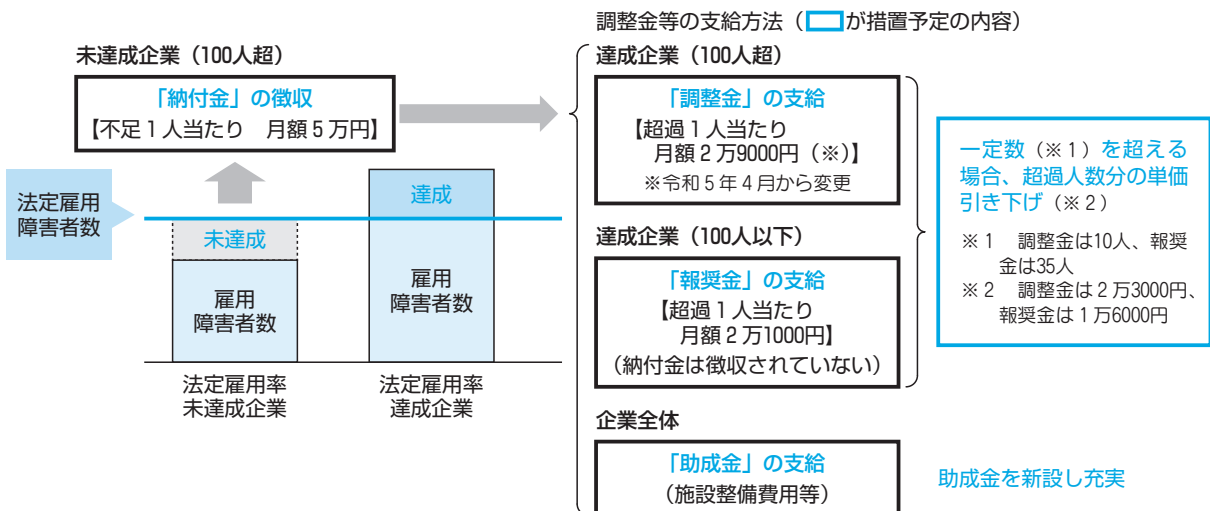 調整金等の支給方法（　　が措置予定の内容）
未達成企業（100人超）
「納付金」の徴収
【不足１人当たり　月額５万円】
法定雇用
障害者数
未達成
雇用
障害者数
達成
雇用
障害者数
法定雇用率
未達成企業
法定雇用率
達成企業
達成企業（100人超）
「調整金」の支給
【超過１人当たり
月額２万9000円（※）】
※令和５年４月から変更
達成企業（100人以下）
「報奨金」の支給
【超過１人当たり
月額２万1000円】
（納付金は徴収されていない）
企業全体
「助成金」の支給
（施設整備費用等）
一定数（※１）を超える
場合、超過人数分の単価
引き下げ（※２）
※１　調整金は10人、報奨
金は35人
※２　調整金は２万3000円、
報奨金は１万6000円
助成金を新設し充実